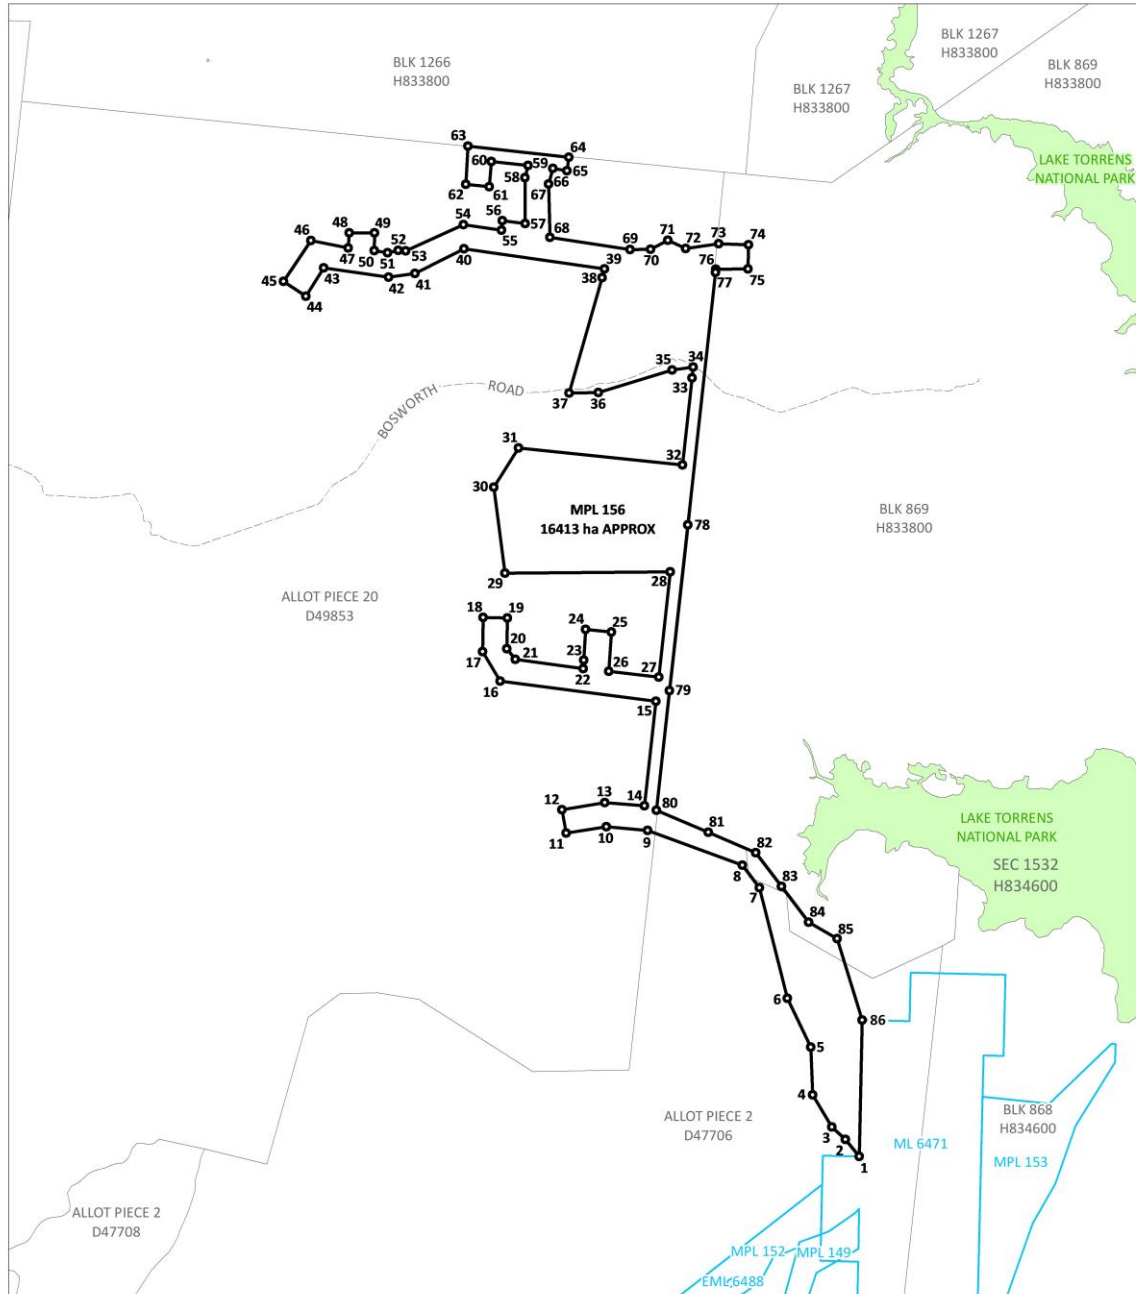 BLK 1267
H833800
BLK 1266
H833800
BLK 869
H833800
BLK 1267
H833800
63
64
60
59
65
58
66
LAKE TORRENS
NATIONAL PARK
62
61
67
56
57
54
55
68
48
49
46
47
50
51
52
53
69
70
71
72
73
74
40
39
38
76
77
75
45
44
43
42
41
35
34
33
BOSWORTH
ROAD
37
36
31
32
30
MPL 156
16413 ha APPROX
78
BLK 869
H833800
29
28
ALLOT PIECE 20
D49853
18
19
24
25
20
21
17
23
22
26
27
16
79
15
12
13
14
80
11
10
9
81
82
LAKE TORRENS
NATIONAL PARK
SEC 1532
H834600
8
83
7
84
85
6
86
5
4
ALLOT PIECE 2
D47706
BLK 868
H834600
3
2
1
ML 6471
MPL 153
ALLOT PIECE 2
D47708
MPL 152
MPL 149
EML 6488